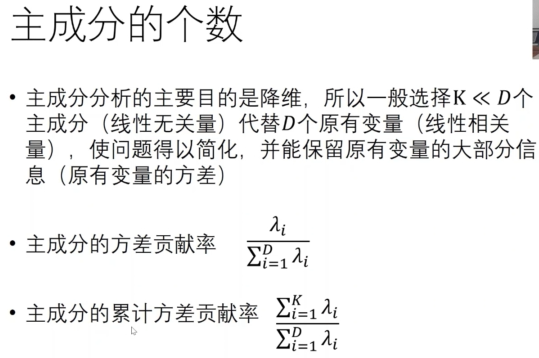 主成分的个数
• 主成分分析的主要目的是降维，所以一般选择K ≪ D个
主成分（线性无关量）代替D个原有变量（线性相关
量），使问题得以简化，并能保留原有变量的大部分信
息（原有变量的方差）
• 主成分的方差贡献率 $\frac{\lambda_i}{\sum_{i=1}^{D} \lambda_i}$
• 主成分的累计方差贡献率 $\frac{\sum_{i=1}^{K} \lambda_i}{\sum_{i=1}^{D} \lambda_i}$